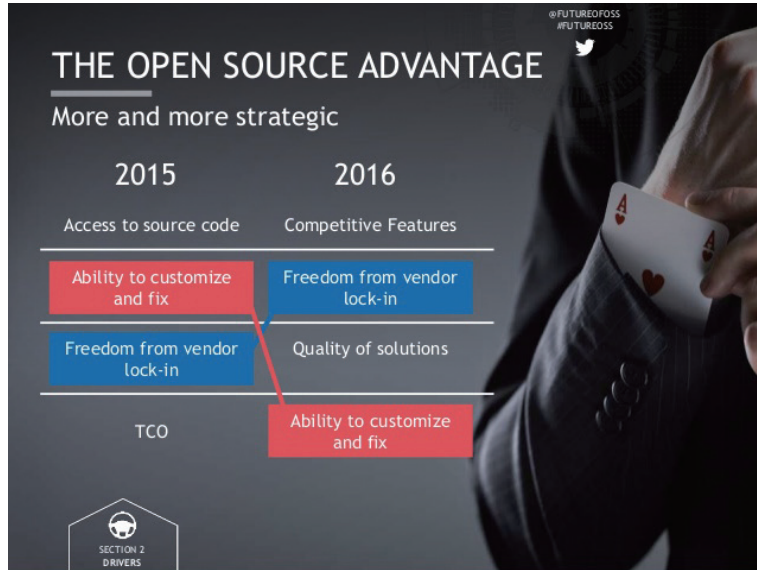 @FUTUREOFOSS
#FUTUREOSS
THE OPEN SOURCE ADVANTAGE
More and more strategic
2015
2016
Access to source code
Competitive Features
Ability to customize
and fix
Freedom from vendor
lock-in
Freedom from vendor
lock-in
Quality of solutions
TCO
Ability to customize
and fix
A
A
SECTION 2
DRIVERS